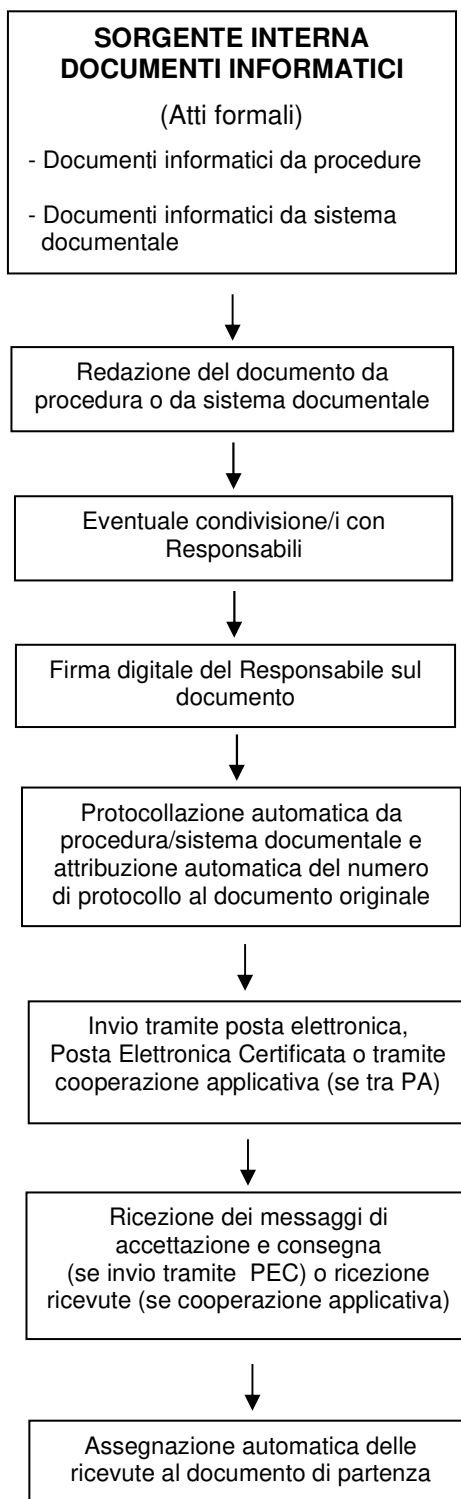 SORGENTE INTERNA
DOCUMENTI INFORMATICI
(Atti formali)
- Documenti informatici da procedure
- Documenti informatici da sistema
documentale
Redazione del documento da
procedura o da sistema documentale
Eventuale condivisione/i con
Responsabili
Firma digitale del Responsabile sul
documento
Protocollazione automatica da
procedura/sistema documentale e
attribuzione automatica del numero
di protocollo al documento originale
Invio tramite posta elettronica,
Posta Elettronica Certificata o tramite
cooperazione applicativa (se tra PA)
Ricezione dei messaggi di
accettazione e consegna
(se invio tramite PEC) o ricezione
ricevute (se cooperazione applicativa)
Assegnazione automatica delle
ricevute al documento di partenza